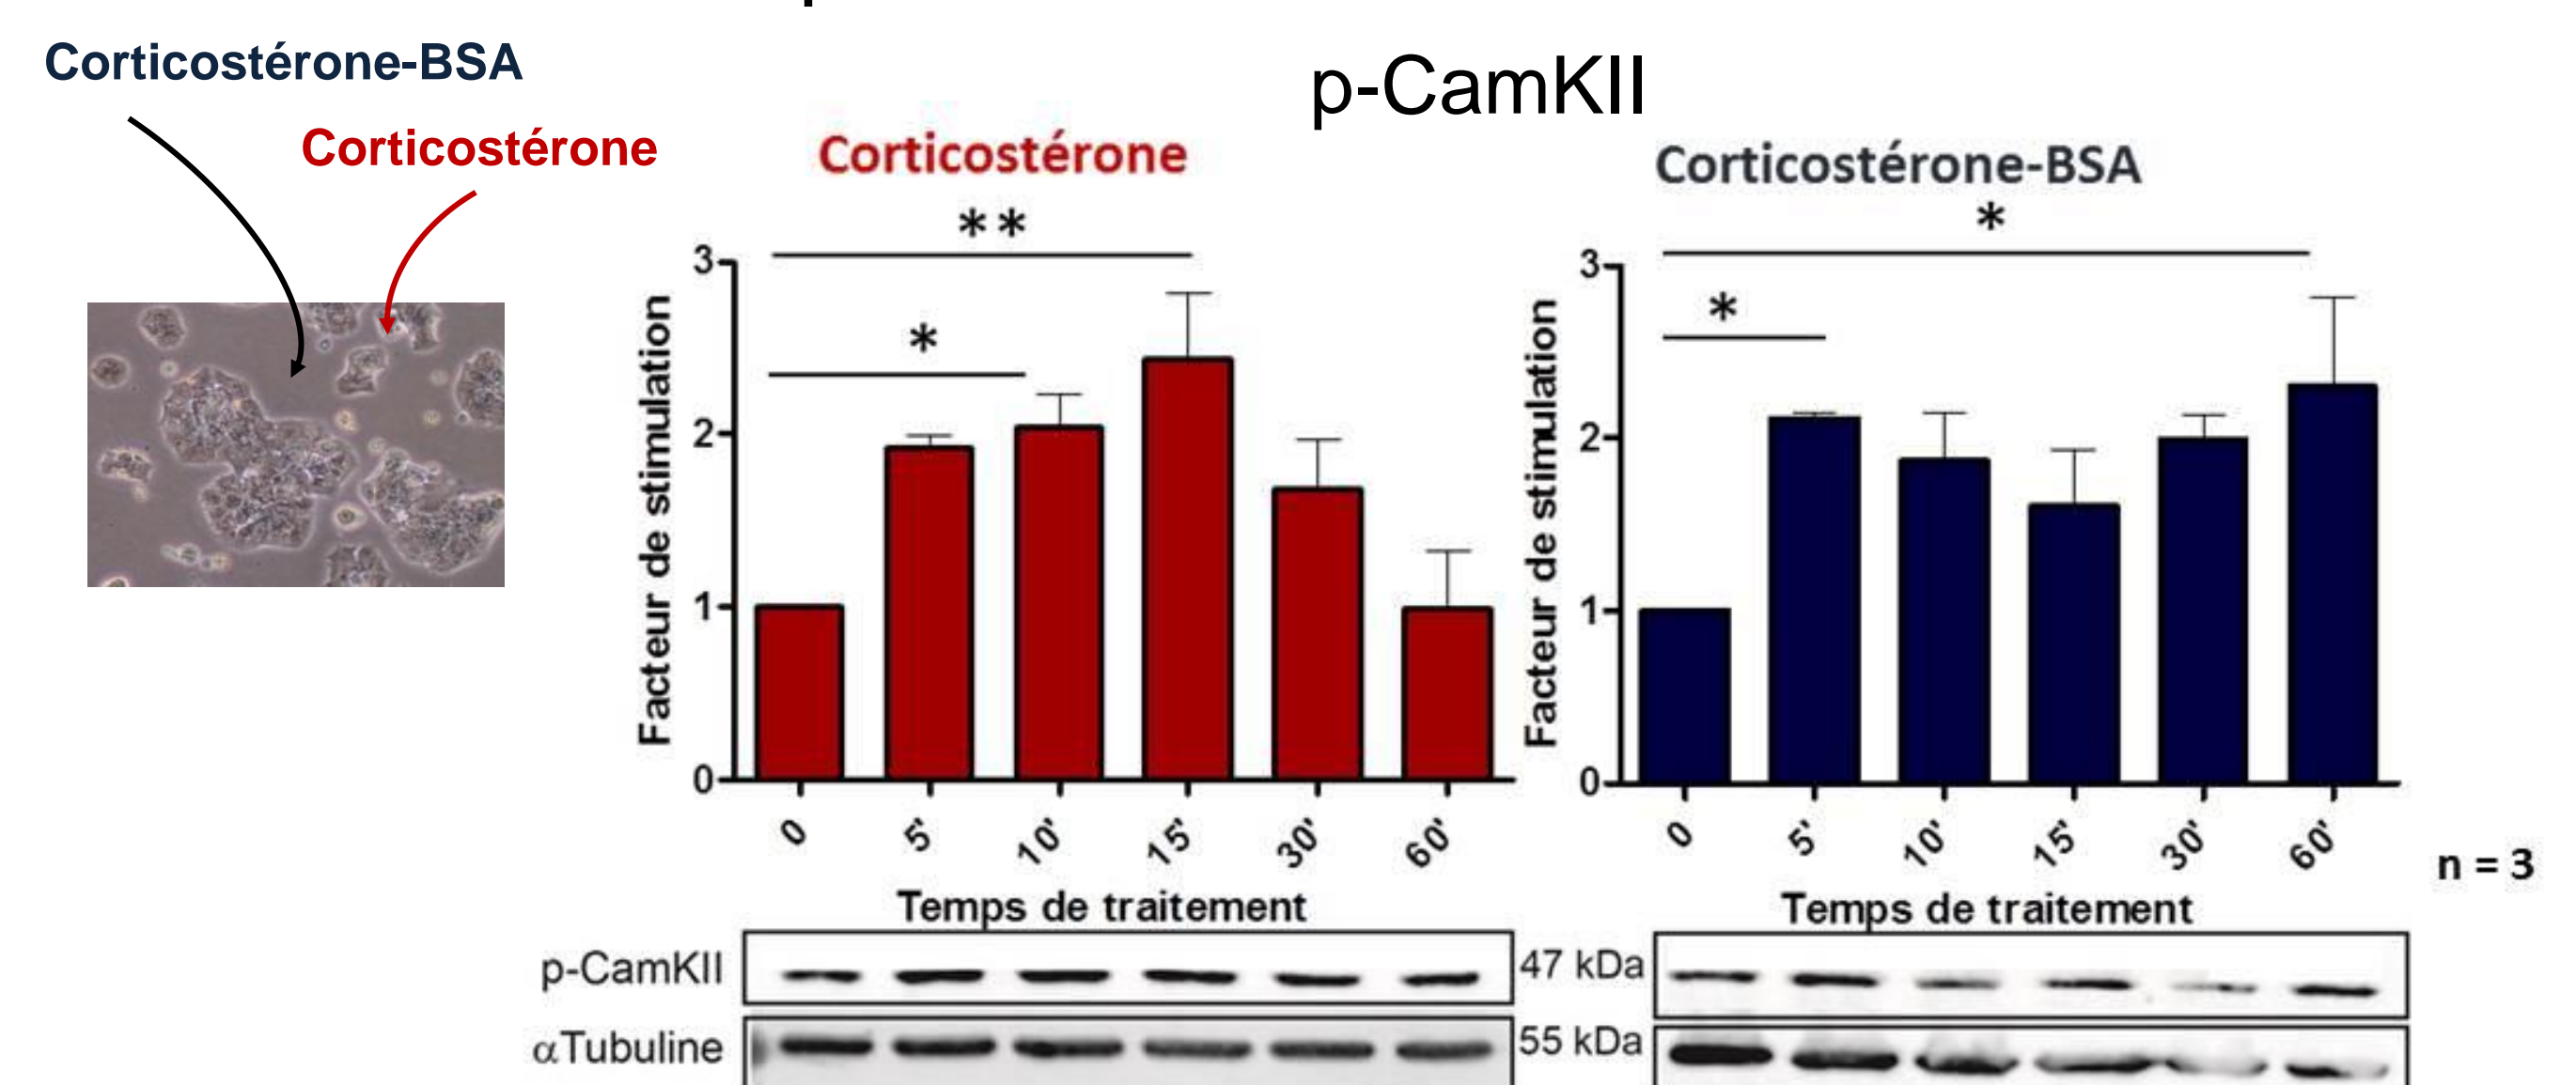 Corticostérone-BSA
Corticostérone
p-CamKII
Corticostérone
**
*
3
2
1
0
Facteur de stimulation
0
5'
10'
15'
30'
60'
Temps de traitement
Corticostérone-BSA
*
*
3
2
1
0
Facteur de stimulation
0
5'
10'
15'
30'
60'
Temps de traitement
n = 3
p-CamKII
47 kDa
αTubuline
55 kDa